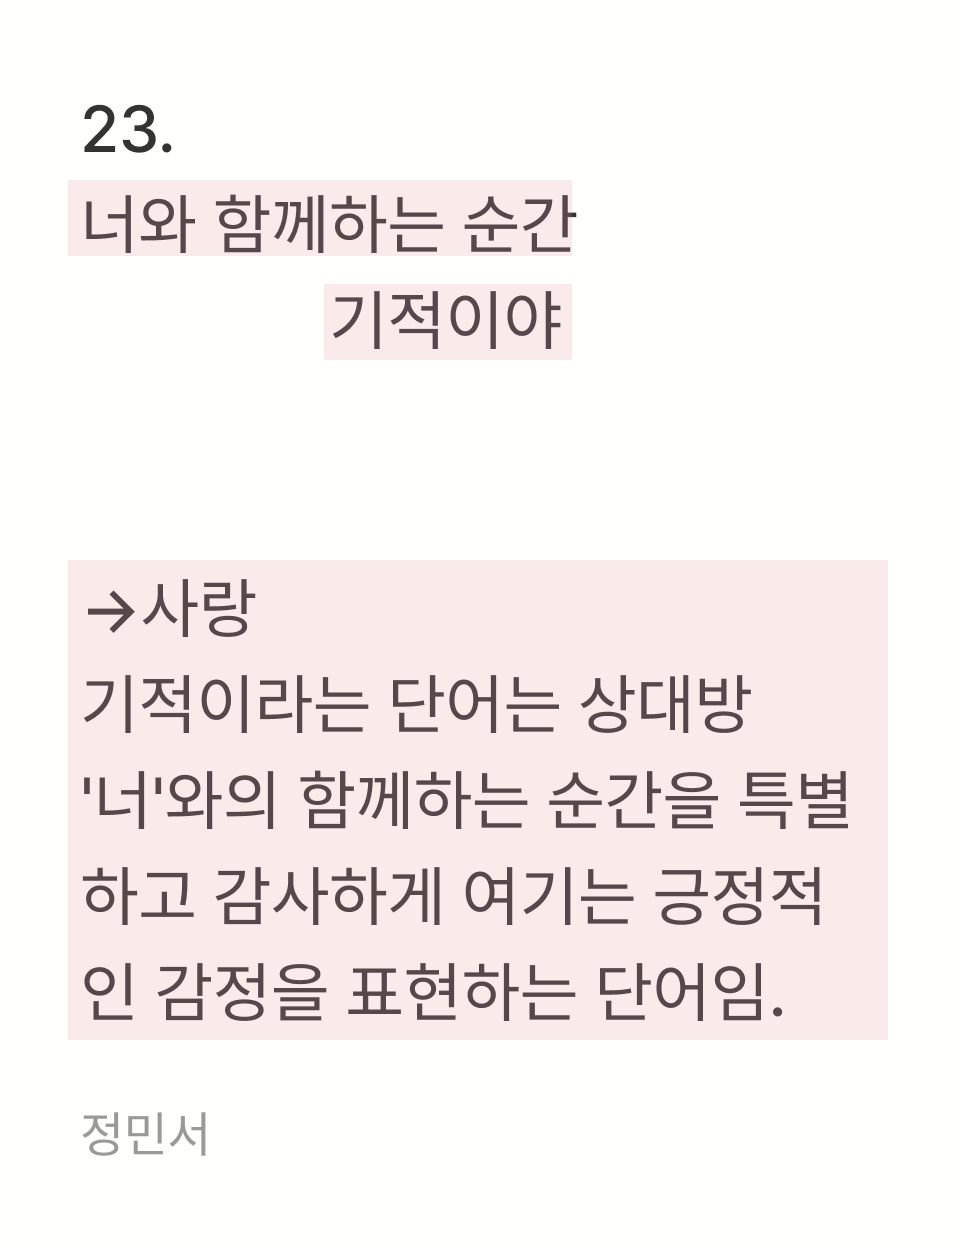 23.
너와 함께하는 순간
기적이야
→사랑
기적이라는 단어는 상대방
'너'와의 함께하는 순간을 특별
하고 감사하게 여기는 긍정적
인 감정을 표현하는 단어임.
정민서